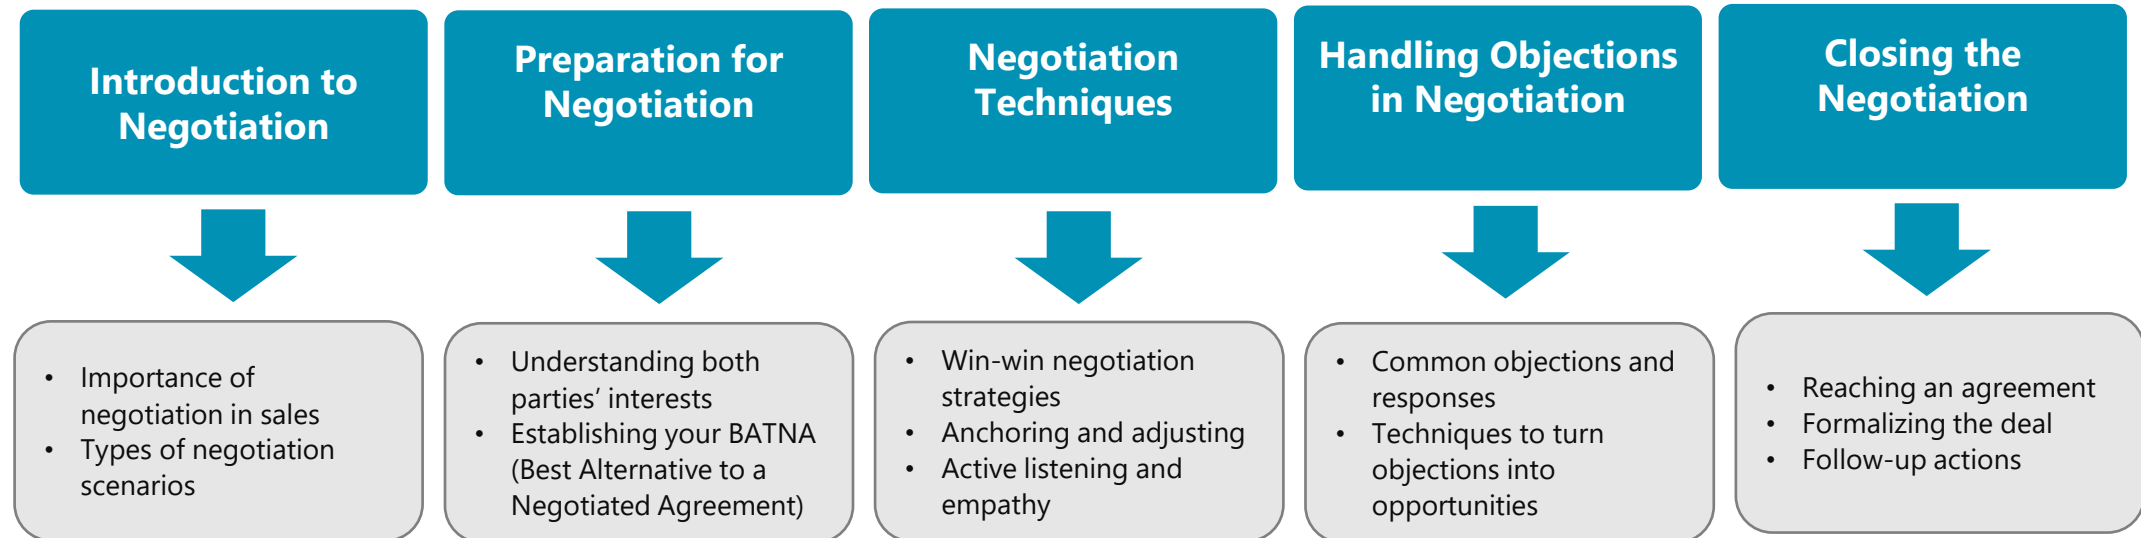 Introduction to
Negotiation
Preparation for
Negotiation
Negotiation
Techniques
Handling Objections
in Negotiation
Closing the
Negotiation
• Importance of
negotiation in sales
• Types of negotiation
scenarios
• Understanding both
parties’ interests
• Establishing your BATNA
(Best Alternative to a
Negotiated Agreement)
• Win-win negotiation
strategies
• Anchoring and adjusting
• Active listening and
empathy
• Common objections and
responses
• Techniques to turn
objections into
opportunities
• Reaching an agreement
• Formalizing the deal
• Follow-up actions